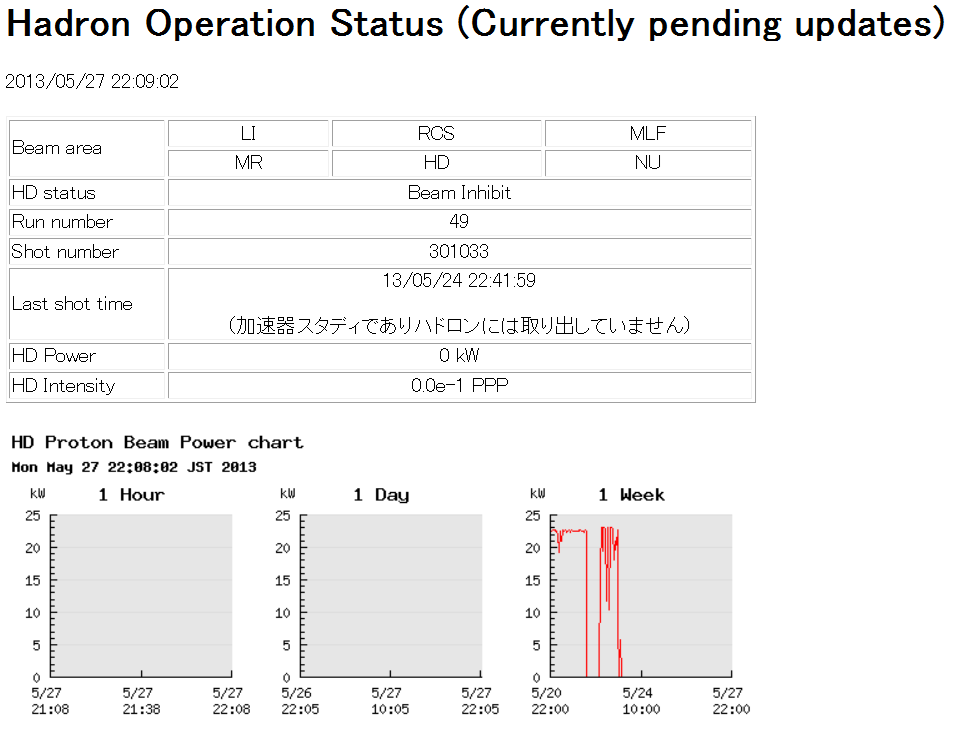 Hadron Operation Status (Currently pending updates)
2013/05/27 22:09:02
Beam area
LI RCS MLF
MR HD NU
HD status Beam Inhibit
Run number 49
Shot number 301033
Last shot time 13/05/24 22:41:59
(加速器スタディでありハドロンには取り出していません)
HD Power 0 kW
HD Intensity 0.0e-1 PPP
HD Proton Beam Power chart
Mon May 27 22:08:02 JST 2013
kW 1 Hour
25
20
15
10
5
0
5/27 5/27 5/27
21:08 21:38 22:08
kW 1 Day
25
20
15
10
5
0
5/26 5/27 5/27
22:05 10:05 22:05
kW 1 Week
25
20
15
10
5
0
5/20 5/24 5/27
22:00 10:00 22:00